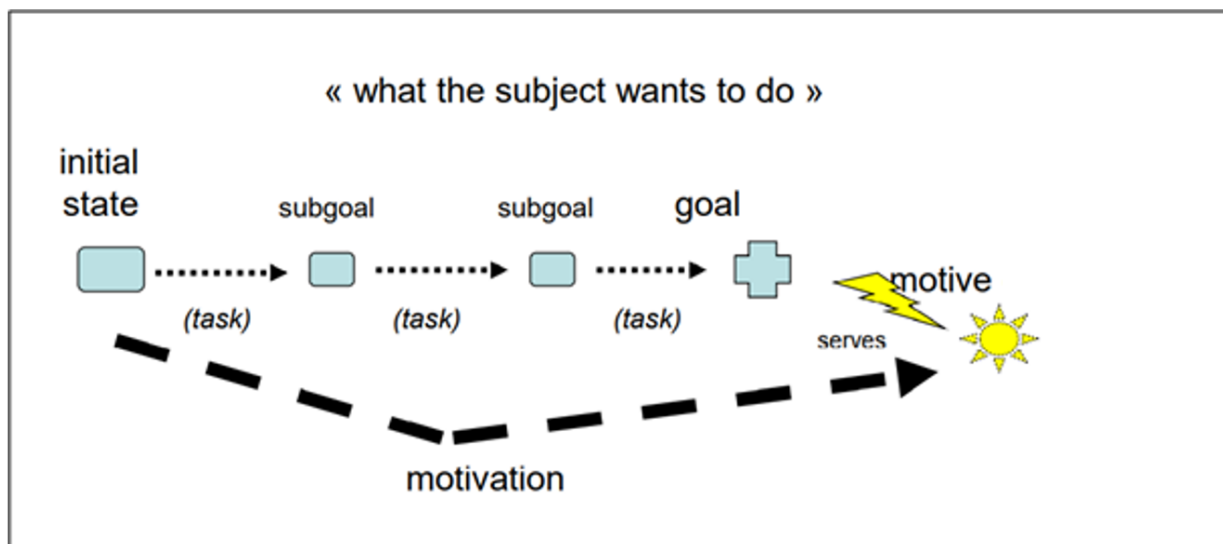 « what the subject wants to do »
initial
state
subgoal
subgoal
goal
(task)
(task)
(task)
motive
serves
motivation